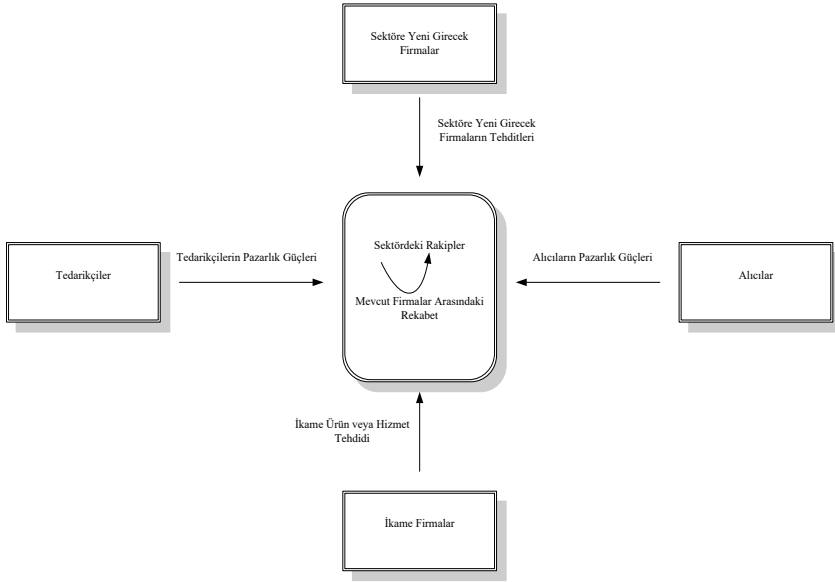 Sektöre Yeni Girecek
Firmalar
Sektöre Yeni Girecek
Firmaların Tehditleri
Tedarikçiler
Tedarikçilerin Pazarlık Güçleri
Sektördeki Rakipler
Mevcut Firmalar Arasındaki
Rekabet
Alıcıların Pazarlık Güçleri
Alıcılar
İkame Ürün veya Hizmet
Tehdidi
İkame Firmalar